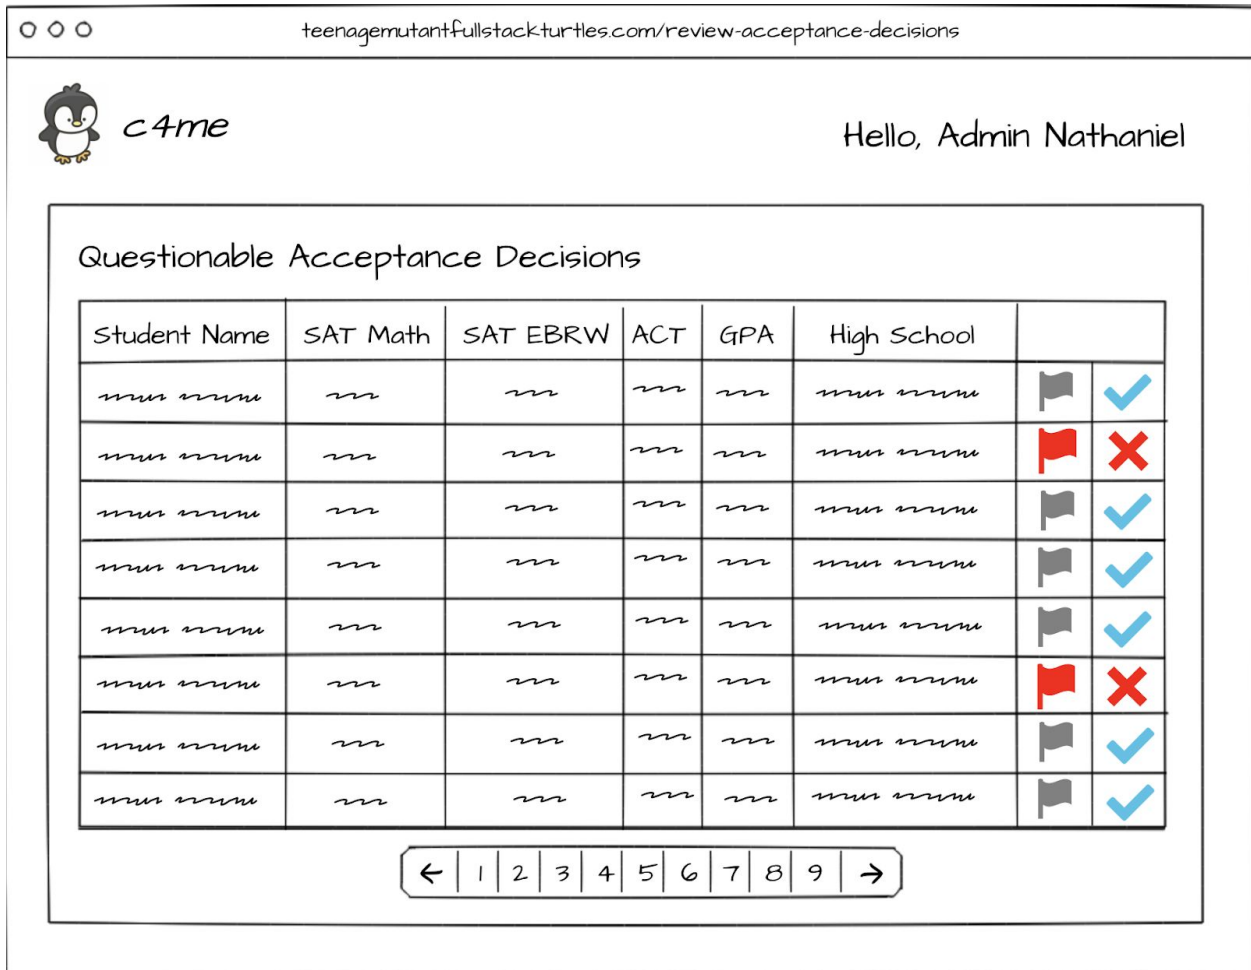 teenagemutantfullstackturtles.com/review-acceptance-decisions
c4me
Hello, Admin Nathaniel
Questionable Acceptance Decisions
Student Name SAT Math SAT EBRW ACT GPA High School
← 1 2 3 4 5 6 7 8 9 →